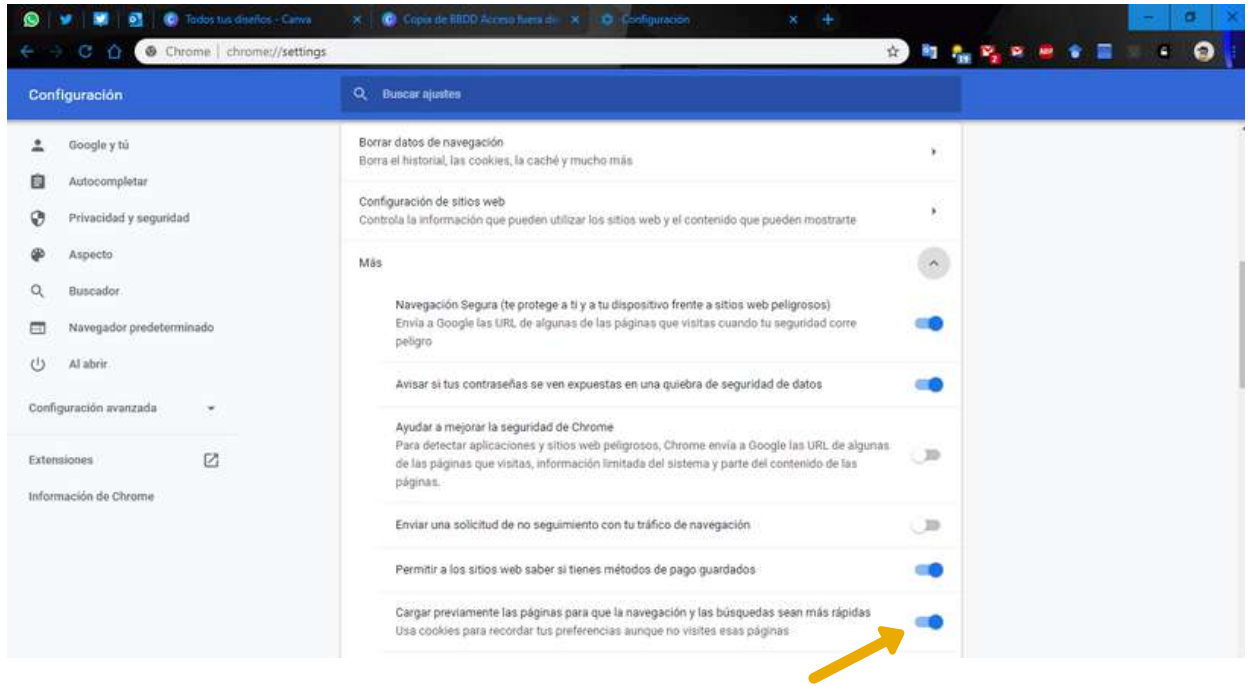 Todos tus diseños - Canva
Copia de BBDD Acceso fuera de
Configuración
Chrome | chrome://settings
19
2
ABP
Configuración
Buscar ajustes
Google y tú
Autocompletar
Privacidad y seguridad
Aspecto
Buscador
Navegador predeterminado
Al abrir
Configuración avanzada
Extensiones
Información de Chrome
Borrar datos de navegación
Borra el historial, las cookies, la caché y mucho más
Configuración de sitios web
Controla la información que pueden utilizar los sitios web y el contenido que pueden mostrarte
Más
Navegación Segura (te protege a ti y a tu dispositivo frente a sitios web peligrosos)
Envía a Google las URL de algunas de las páginas que visitas cuando tu seguridad corre
peligro
Avisar si tus contraseñas se ven expuestas en una quiebra de seguridad de datos
Ayudar a mejorar la seguridad de Chrome
Para detectar aplicaciones y sitios web peligrosos, Chrome envía a Google las URL de algunas
de las páginas que visitas, información limitada del sistema y parte del contenido de las
páginas.
Enviar una solicitud de no seguimiento con tu tráfico de navegación
Permitir a los sitios web saber si tienes métodos de pago guardados
Cargar previamente las páginas para que la navegación y las búsquedas sean más rápidas
Usa cookies para recordar tus preferencias aunque no visites esas páginas